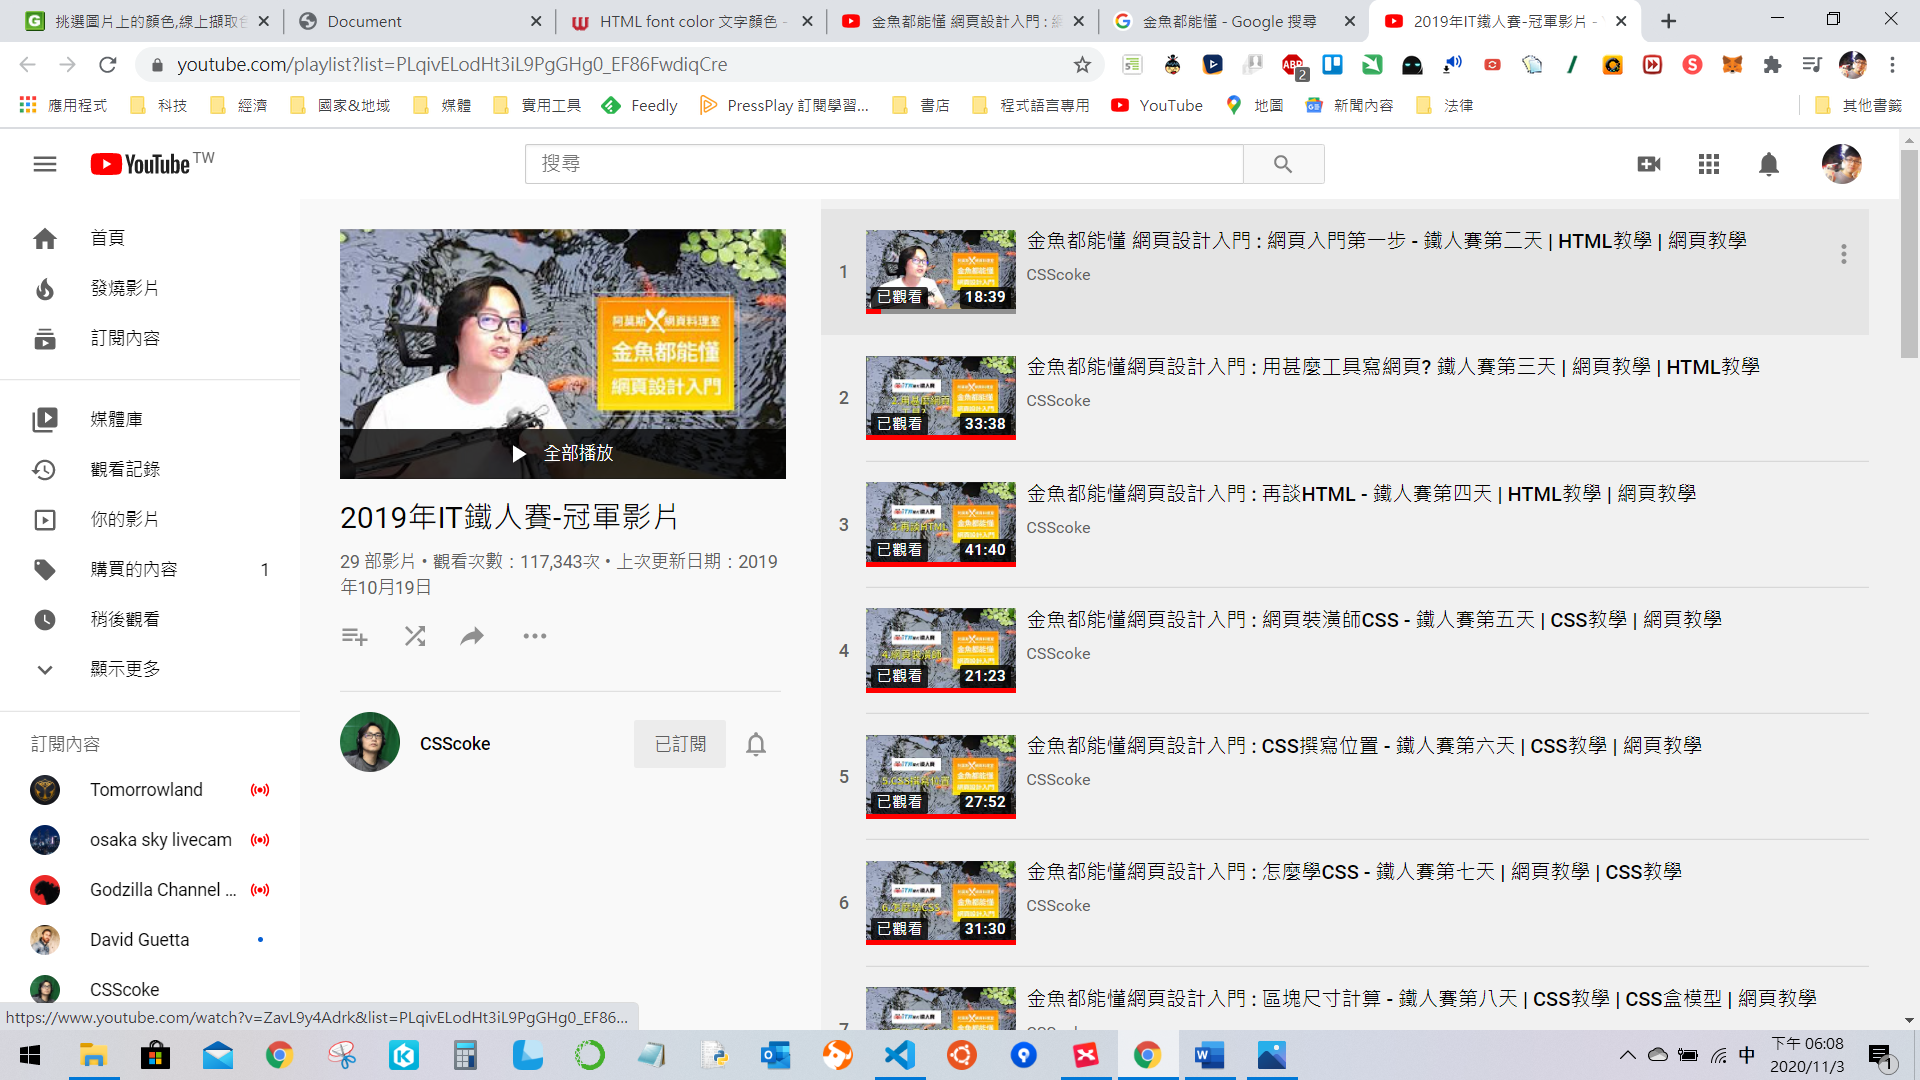 挑選圖片上的顏色,線上擷取色
Document
HTML font color 文字顏色 -
金魚都能懂 網頁設計入門 : 網
金魚都能懂 - Google 搜尋
2019年IT鐵人賽-冠軍影片 - Y
youtube.com/playlist?list=PLqivELodHt3iL9PgGHg0_EF86FwdiqCre
應用程式
科技
經濟
國家&地域
媒體
實用工具
Feedly
PressPlay 訂閱學習...
書店
程式語言專用
YouTube
地圖
新聞內容
法律
其他書籤
YouTube TW
搜尋
首頁
發燒影片
訂閱內容
媒體庫
觀看記錄
你的影片
購買的內容 1
稍後觀看
顯示更多
訂閱內容
Tomorrowland
osaka sky livecam
Godzilla Channel ...
David Guetta
CSScoke
阿莫斯 網頁料理室
金魚都能懂
網頁設計入門
全部播放
2019年IT鐵人賽-冠軍影片
29 部影片 • 觀看次數：117,343次 • 上次更新日期：2019
年10月19日
CSScoke
已訂閱
1
已觀看 18:39
金魚都能懂 網頁設計入門 : 網頁入門第一步 - 鐵人賽第二天 | HTML教學 | 網頁教學
CSScoke
2
已觀看 33:38
金魚都能懂網頁設計入門 : 用甚麼工具寫網頁? 鐵人賽第三天 | 網頁教學 | HTML教學
CSScoke
3
已觀看 41:40
金魚都能懂網頁設計入門 : 再談HTML - 鐵人賽第四天 | HTML教學 | 網頁教學
CSScoke
4
已觀看 21:23
金魚都能懂網頁設計入門 : 網頁裝潢師CSS - 鐵人賽第五天 | CSS教學 | 網頁教學
CSScoke
5
已觀看 27:52
金魚都能懂網頁設計入門 : CSS撰寫位置 - 鐵人賽第六天 | CSS教學 | 網頁教學
CSScoke
6
已觀看 31:30
金魚都能懂網頁設計入門 : 怎麼學CSS - 鐵人賽第七天 | 網頁教學 | CSS教學
CSScoke
7
金魚都能懂網頁設計入門 : 區塊尺寸計算 - 鐵人賽第八天 | CSS教學 | CSS盒模型 | 網頁教學
https://www.youtube.com/watch?v=ZavL9y4Adrk&list=PLqivELodHt3iL9PgGHg0_EF86...
中
下午 06:08
2020/11/3
1